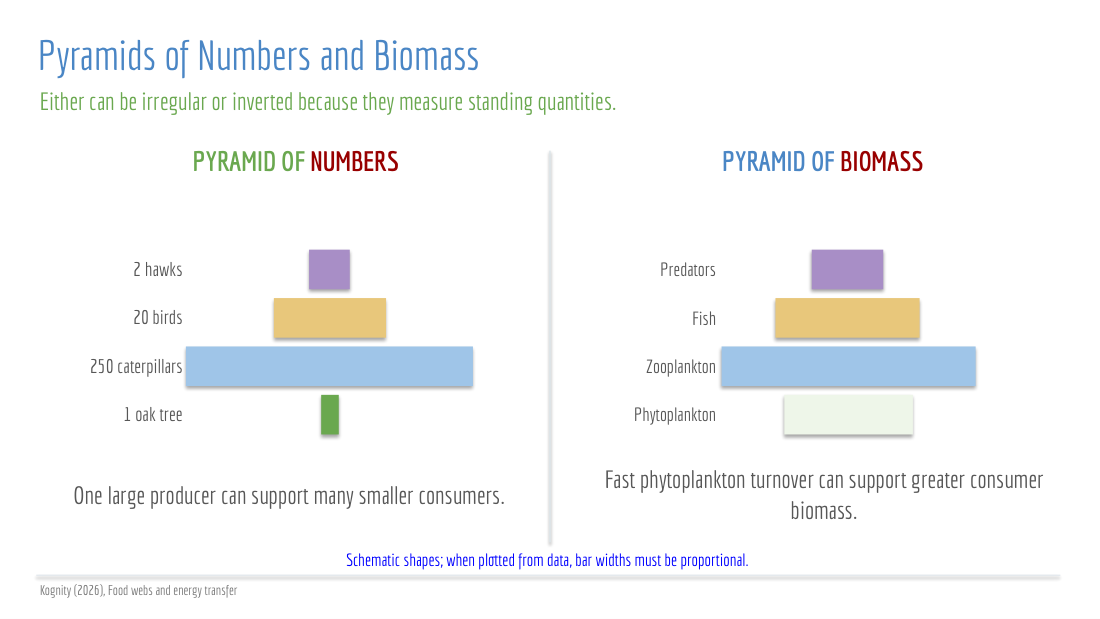 Pyramids of Numbers and Biomass
Either can be irregular or inverted because they measure standing quantities.
PYRAMID OF NUMBERS
2 hawks
20 birds
250 caterpillars
1 oak tree
One large producer can support many smaller consumers.
PYRAMID OF BIOMASS
Predators
Fish
Zooplankton
Phytoplankton
Fast phytoplankton turnover can support greater consumer
biomass.
Schematic shapes; when plotted from data, bar widths must be proportional.
Kognity (2026), Food webs and energy transfer